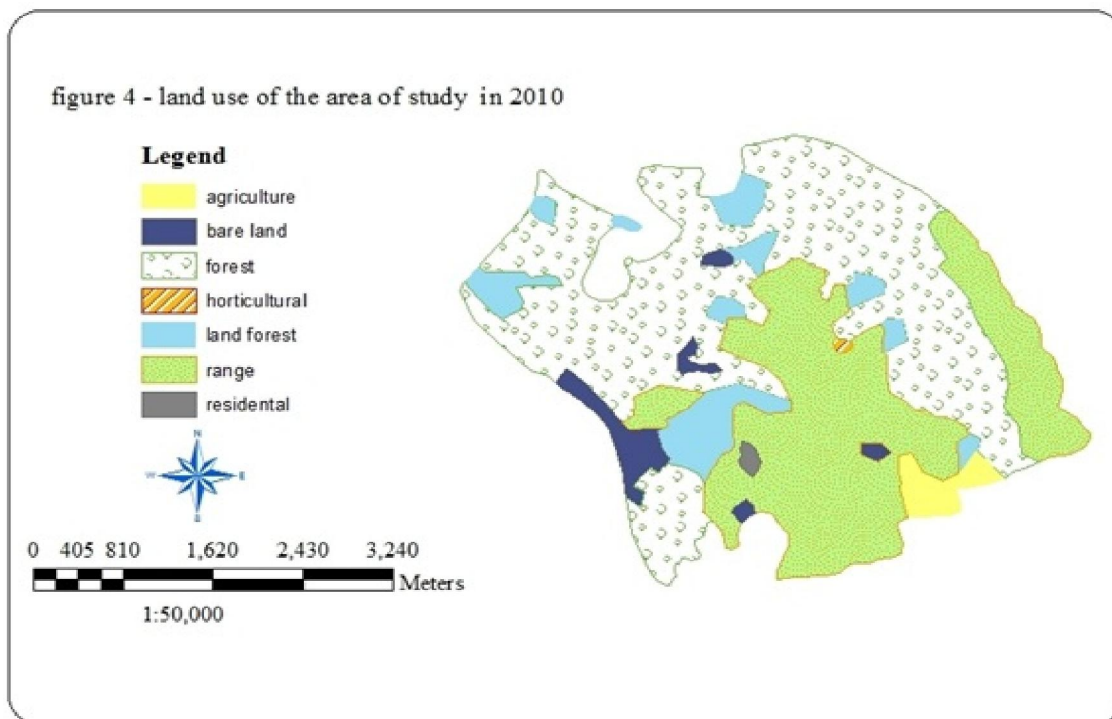 figure 4 - land use of the area of study in 2010
Legend
agriculture
bare land
forest
horticultural
land forest
range
residental
N
W E
S
0 405 810 1,620 2,430 3,240
Meters
1:50,000